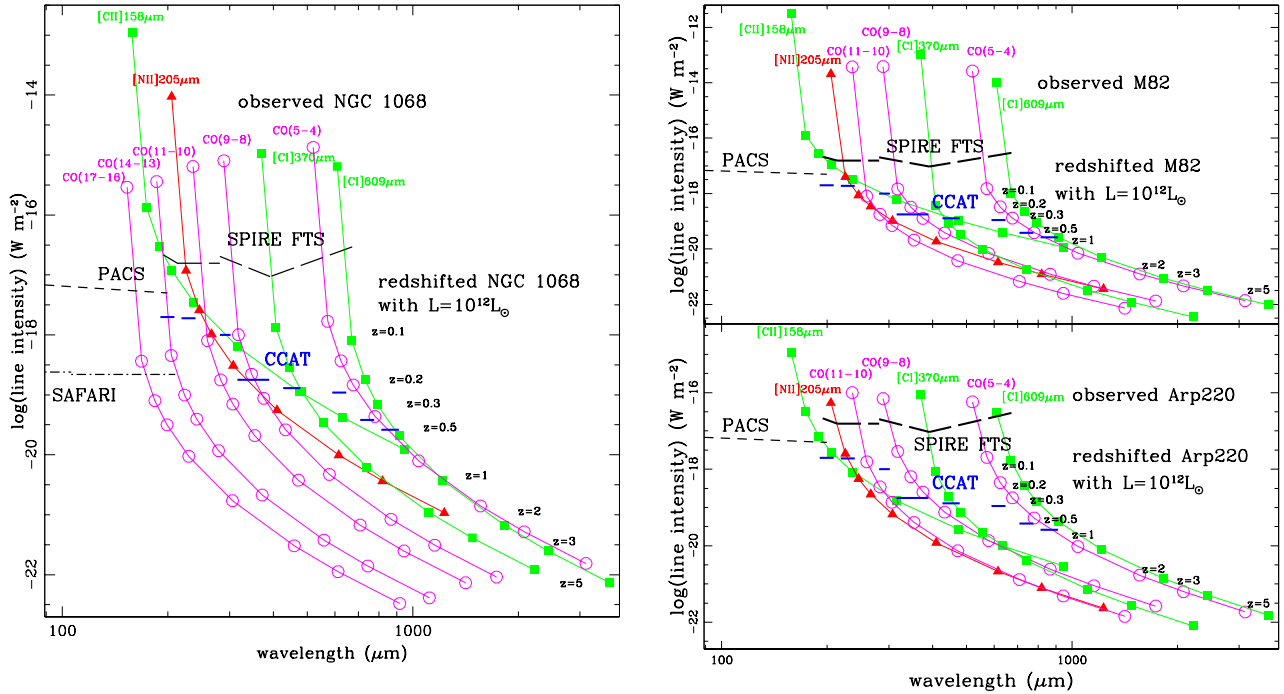 [CII]158μm
[NII]205μm
observed NGC 1068
CO(5-4)
CO(9-8)
CO(11-10)
[CI]370μm
CO(14-13)
CO(17-16)
[CI]609μm
SPIRE FTS
PACS
redshifted NGC 1068
with L=10¹²L⊙
z=0.1
CCAT
SAFARI
z=0.2
z=0.3
z=0.5
z=1
z=2
z=3
z=5
-14
-16
-18
-20
-22
log(line intensity) (W m⁻²)
100
1000
wavelength (μm)
[CII]158μm
CO(9-8)
[CI]370μm
CO(5-4)
CO(11-10)
[NII]205μm
observed M82
[CI]609μm
SPIRE FTS
PACS
redshifted M82
with L=10¹²L⊙
CCAT
z=0.1
z=0.2
z=0.3
z=0.5
z=1
z=2
z=3
z=5
-12
-14
-16
-18
-20
-22
log(line intensity) (W m⁻²)
[CII]158μm
CO(9-8)
CO(11-10)
[CI]370μm
[NII]205μm
CO(5-4)
[CI]609μm
observed Arp220
PACS
SPIRE FTS
redshifted Arp220
with L=10¹²L⊙
CCAT
z=0.1
z=0.2
z=0.3
z=0.5
z=1
z=2
z=3
z=5
-16
-18
-20
-22
log(line intensity) (W m⁻²)
100
1000
wavelength (μm)